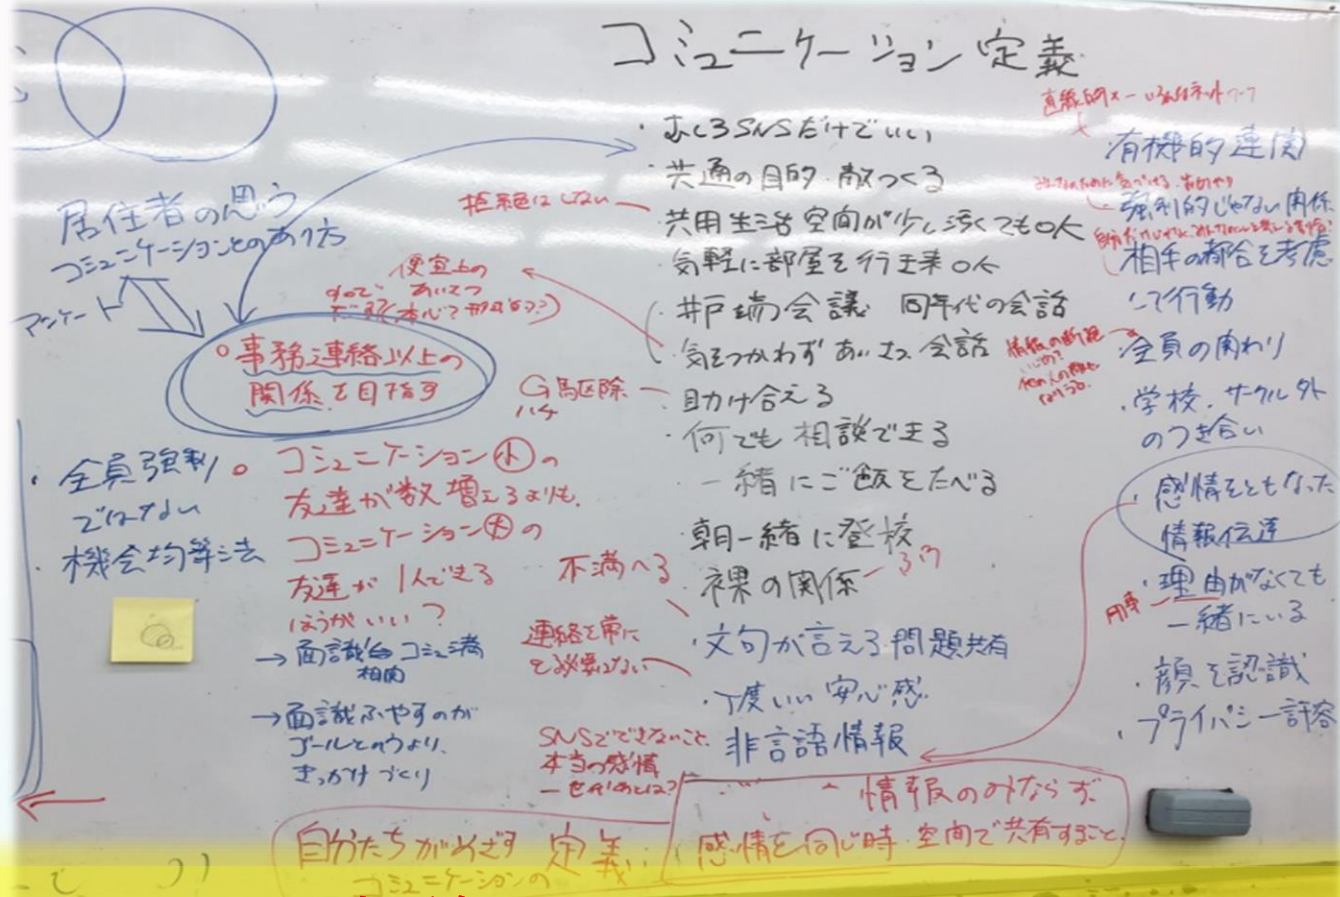 コミュニケーション定義
・むしろSNSだけでいい
・共通の目的・敵つくる
拒絶はしない
・共用生活空間が少し汚くてもOK
・気軽に部屋を行き来OK
・井戸端会議 同年代の会話
・気をつかわずあいさつ、会話
便宜上の
あいさつ
・助け合える
G駆除
ハチ
・何でも相談できる
・一緒にご飯をたべる
・朝一緒に登校
・裸の関係
不満へる
・文句が言える問題共有
連絡を常に
とる必要はない
・丁度いい安心感
・非言語情報
SNSでできないこと、
本当の感情
有機的連関
・強制的じゃない関係
・相手の都合を考慮
して行動
・全員の関わり
情報の断絶
・学校、サークル外
のつき合い
・感情をともなった
情報伝達
・理由がなくても
一緒にいる
用事
・顔を認識
・プライバシー許容
居住者の思う
コミュニケーションとのあり方
アンケート
○事務連絡以上の
関係を目指す
・全員強制
ではない
機会均等法
○コミュニケーション小の
友達が数増えるよりも、
コミュニケーション大の
友達が1人できる
ほうがいい?
→面識⇔コミュ濃
相関
→面識ふやすのが
ゴールというより、
きっかけづくり
自分たちがめざす 定義
コミュニケーションの
情報のみならず、
感情を同じ時・空間で共有すること。